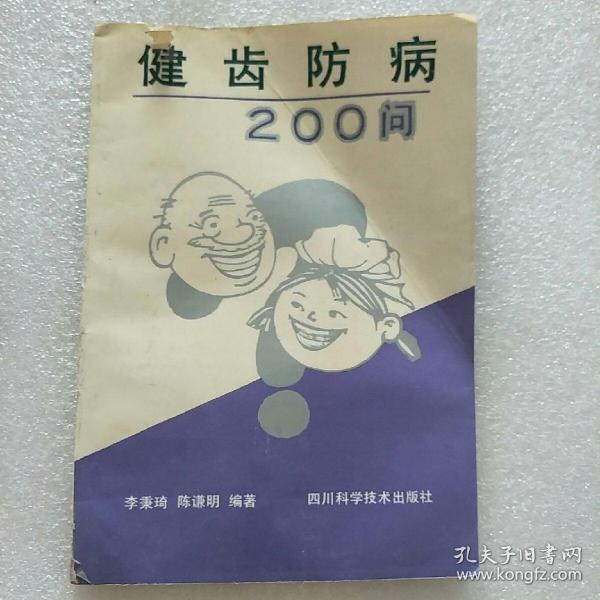 健齿防病
200问
李秉琦 陈谦明 编著 四川科学技术出版社
孔夫子旧书网
www.kongfz.com